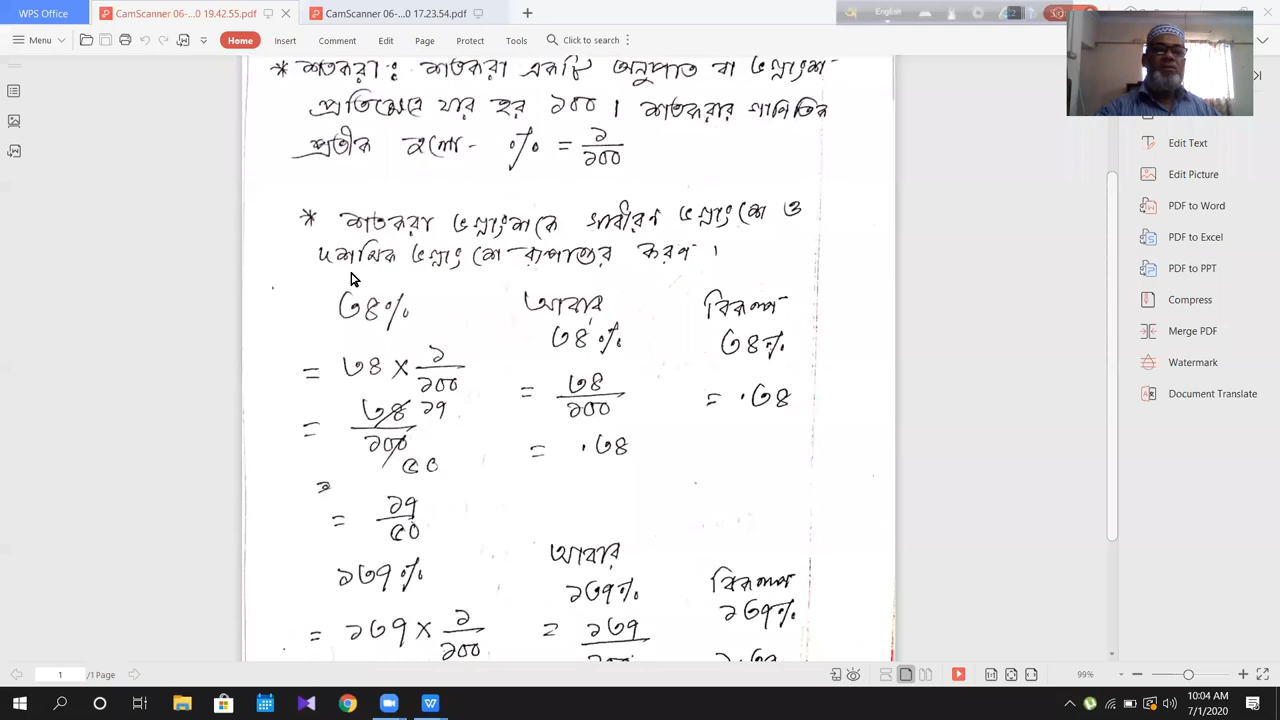 WPS Office
CamScanner 06-...0 19.42.55.pdf
CamScanner 06-...0 17.23.54.pdf
English
Menu
Home
Insert
Comment
Edit
Page
Protect
Tools
Click to search
* শতকরা : শতকরা একটি অনুপাত বা ভগ্নাংশ-
প্রতিক্ষেত্রে যার হর ১০০। শতকরার গাণিতিক
প্রতীক হলো- % = ১/১০০
* শতকরা ভগ্নাংশকে সাধারণ ভগ্নাংশে ও
দশমিক ভগ্নাংশে রূপান্তর করণ ।
৩৪%
= ৩৪ × ১/১০০
= ৩৪ ১৭/১০০ ৫০
= ১৭/৫০
আবার
৩৪%
= ৩৪/১০০
= .৩৪
বিকল্প
৩৪%
= .৩৪
১৩৭%
= ১৩৭ × ১/১০০
আবার
১৩৭%
= ১৩৭
বিকল্প
১৩৭%
Edit Text
Edit Picture
PDF to Word
PDF to Excel
PDF to PPT
Compress
Merge PDF
Watermark
Document Translate
1 /1 Page
99%
10:04 AM
7/1/2020